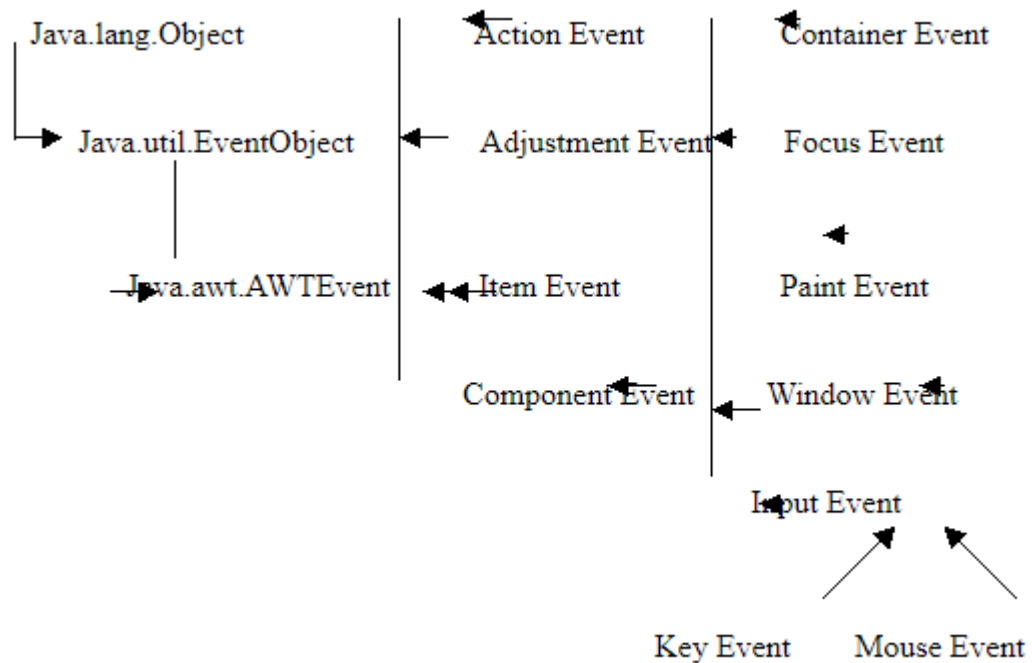 Java.lang.Object Action Event Container Event
Java.util.EventObject Adjustment Event Focus Event
Java.awt.AWTEvent Item Event Paint Event
Component Event Window Event
Input Event
Key Event Mouse Event